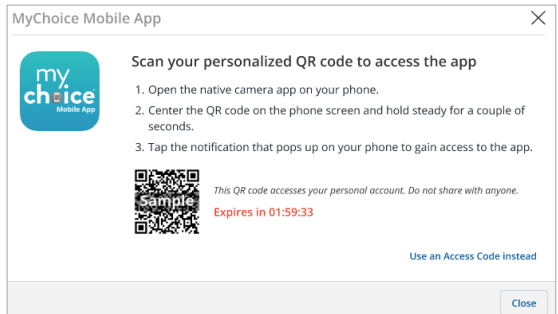 MyChoice Mobile App
my
choice
Mobile App
Scan your personalized QR code to access the app
1. Open the native camera app on your phone.
2. Center the QR code on the phone screen and hold steady for a couple of
seconds.
3. Tap the notification that pops up on your phone to gain access to the app.
Sample
This QR code accesses your personal account. Do not share with anyone.
Expires in 01:59:33
Use an Access Code instead
Close